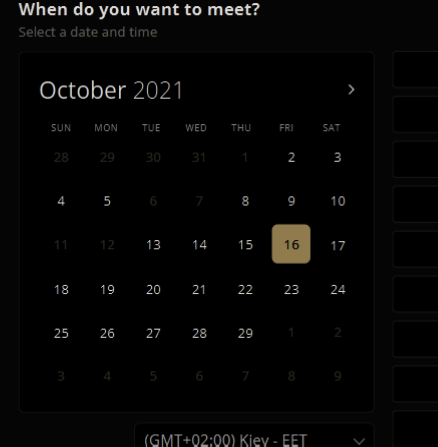 When do you want to meet?
Select a date and time
October 2021
SUN MON TUE WED THU FRI SAT
28 29 30 31 1 2 3
4 5 6 7 8 9 10
11 12 13 14 15 16 17
18 19 20 21 22 23 24
25 26 27 28 29 1 2
3 4 5 6 7 8 9
(GMT+02:00) Kiev - EET